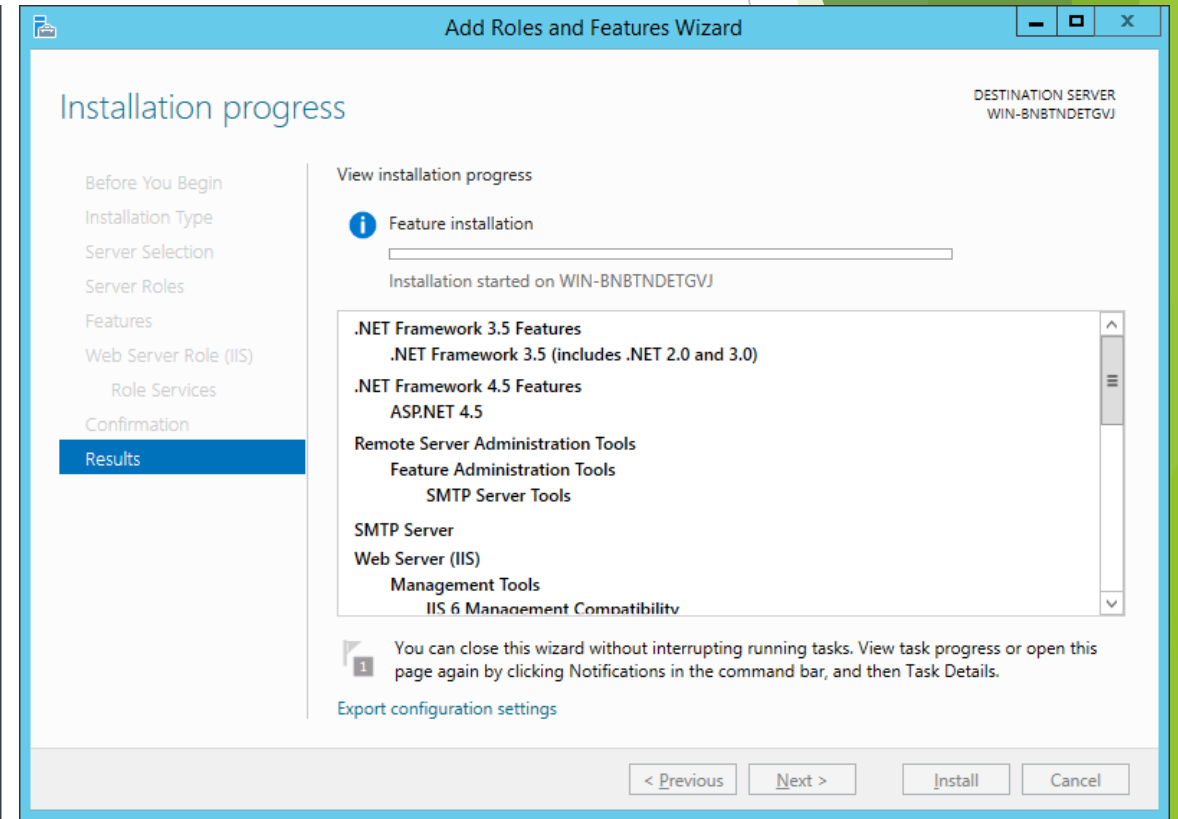 Add Roles and Features Wizard
Installation progress
DESTINATION SERVER
WIN-BNBTNDETGVJ
Before You Begin
Installation Type
Server Selection
Server Roles
Features
Web Server Role (IIS)
Role Services
Confirmation
Results
View installation progress
Feature installation
Installation started on WIN-BNBTNDETGVJ
.NET Framework 3.5 Features
.NET Framework 3.5 (includes .NET 2.0 and 3.0)
.NET Framework 4.5 Features
ASP.NET 4.5
Remote Server Administration Tools
Feature Administration Tools
SMTP Server Tools
SMTP Server
Web Server (IIS)
Management Tools
IIS 6 Management Compatibility
1
You can close this wizard without interrupting running tasks. View task progress or open this
page again by clicking Notifications in the command bar, and then Task Details.
Export configuration settings
< Previous
Next >
Install
Cancel